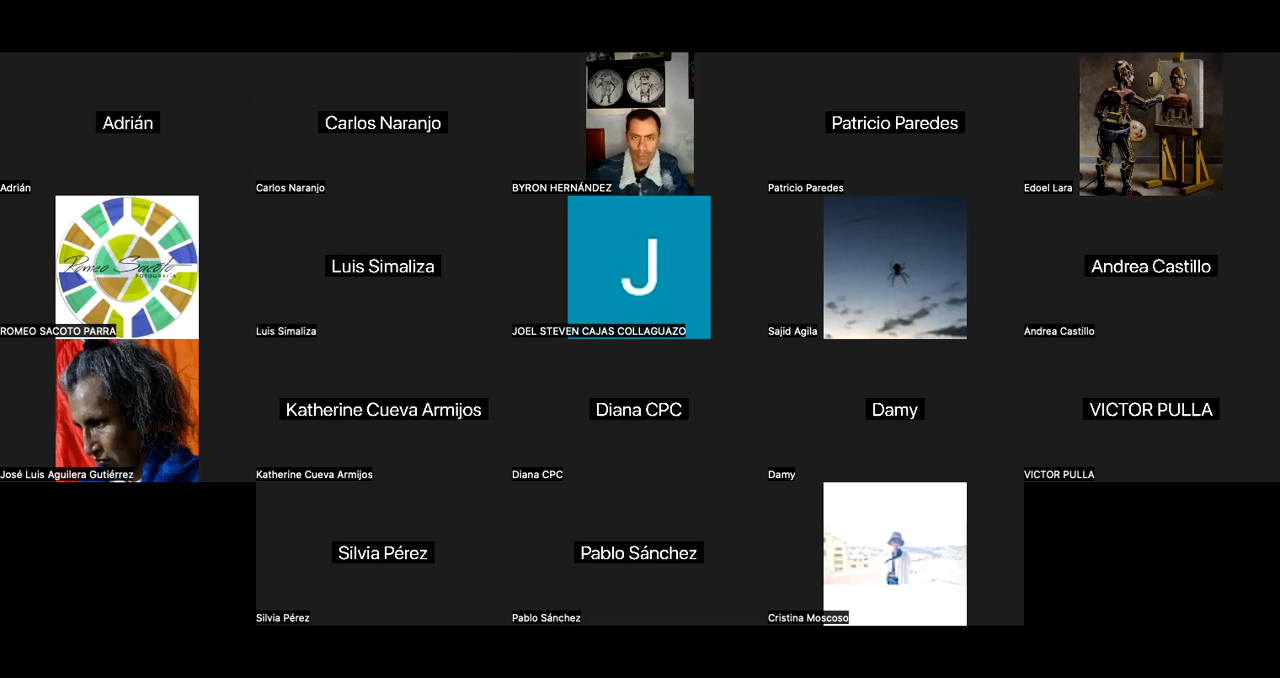 Adrián
Adrián
Carlos Naranjo
Carlos Naranjo
BYRON HERNÁNDEZ
Patricio Paredes
Patricio Paredes
Edoel Lara
Romeo Sacoto
FOTOGRAFÍA
ROMEO SACOTO PARRA
Luis Simaliza
Luis Simaliza
J
JOEL STEVEN CAJAS COLLAGUAZO
Sajid Agila
Andrea Castillo
Andrea Castillo
José Luis Aguilera Gutiérrez
Katherine Cueva Armijos
Katherine Cueva Armijos
Diana CPC
Diana CPC
Damy
Damy
VICTOR PULLA
VICTOR PULLA
Silvia Pérez
Silvia Pérez
Pablo Sánchez
Pablo Sánchez
Cristina Moscoso